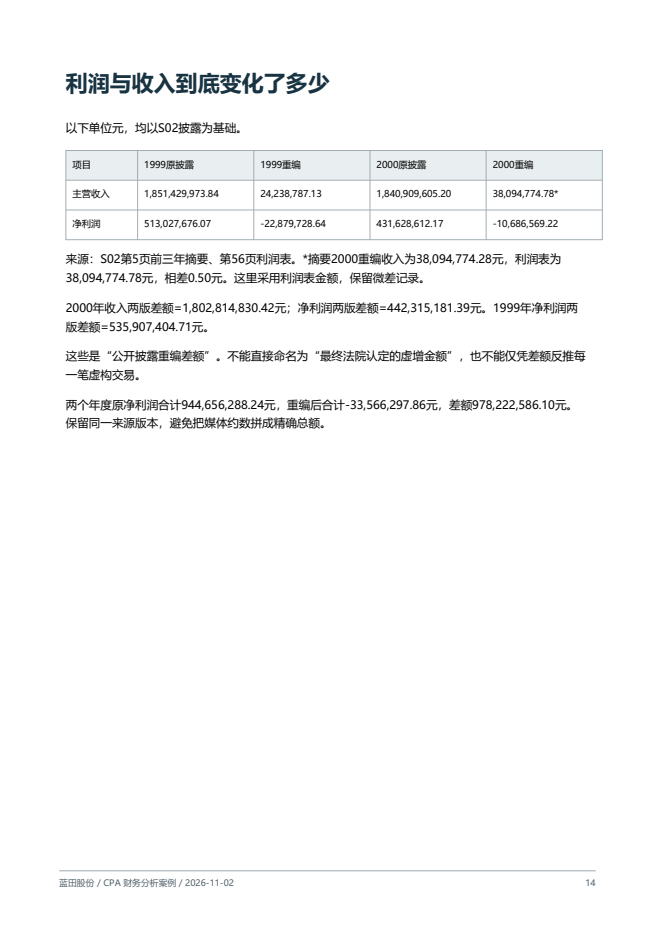 利润与收入到底变化了多少
以下单位元，均以S02披露为基础。
项目 1999原披露 1999重编 2000原披露 2000重编
主营收入 1,851,429,973.84 24,238,787.13 1,840,909,605.20 38,094,774.78*
净利润 513,027,676.07 -22,879,728.64 431,628,612.17 -10,686,569.22
来源：S02第5页前三年摘要、第56页利润表。*摘要2000重编收入为38,094,774.28元，利润表为
38,094,774.78元，相差0.50元。这里采用利润表金额，保留微差记录。
2000年收入两版差额=1,802,814,830.42元；净利润两版差额=442,315,181.39元。1999年净利润两
版差额=535,907,404.71元。
这些是“公开披露重编差额”。不能直接命名为“最终法院认定的虚增金额”，也不能仅凭差额反推每
一笔虚构交易。
两个年度原净利润合计944,656,288.24元，重编后合计-33,566,297.86元，差额978,222,586.10元。
保留同一来源版本，避免把媒体约数拼成精确总额。
蓝田股份 / CPA 财务分析案例 / 2026-11-02 14